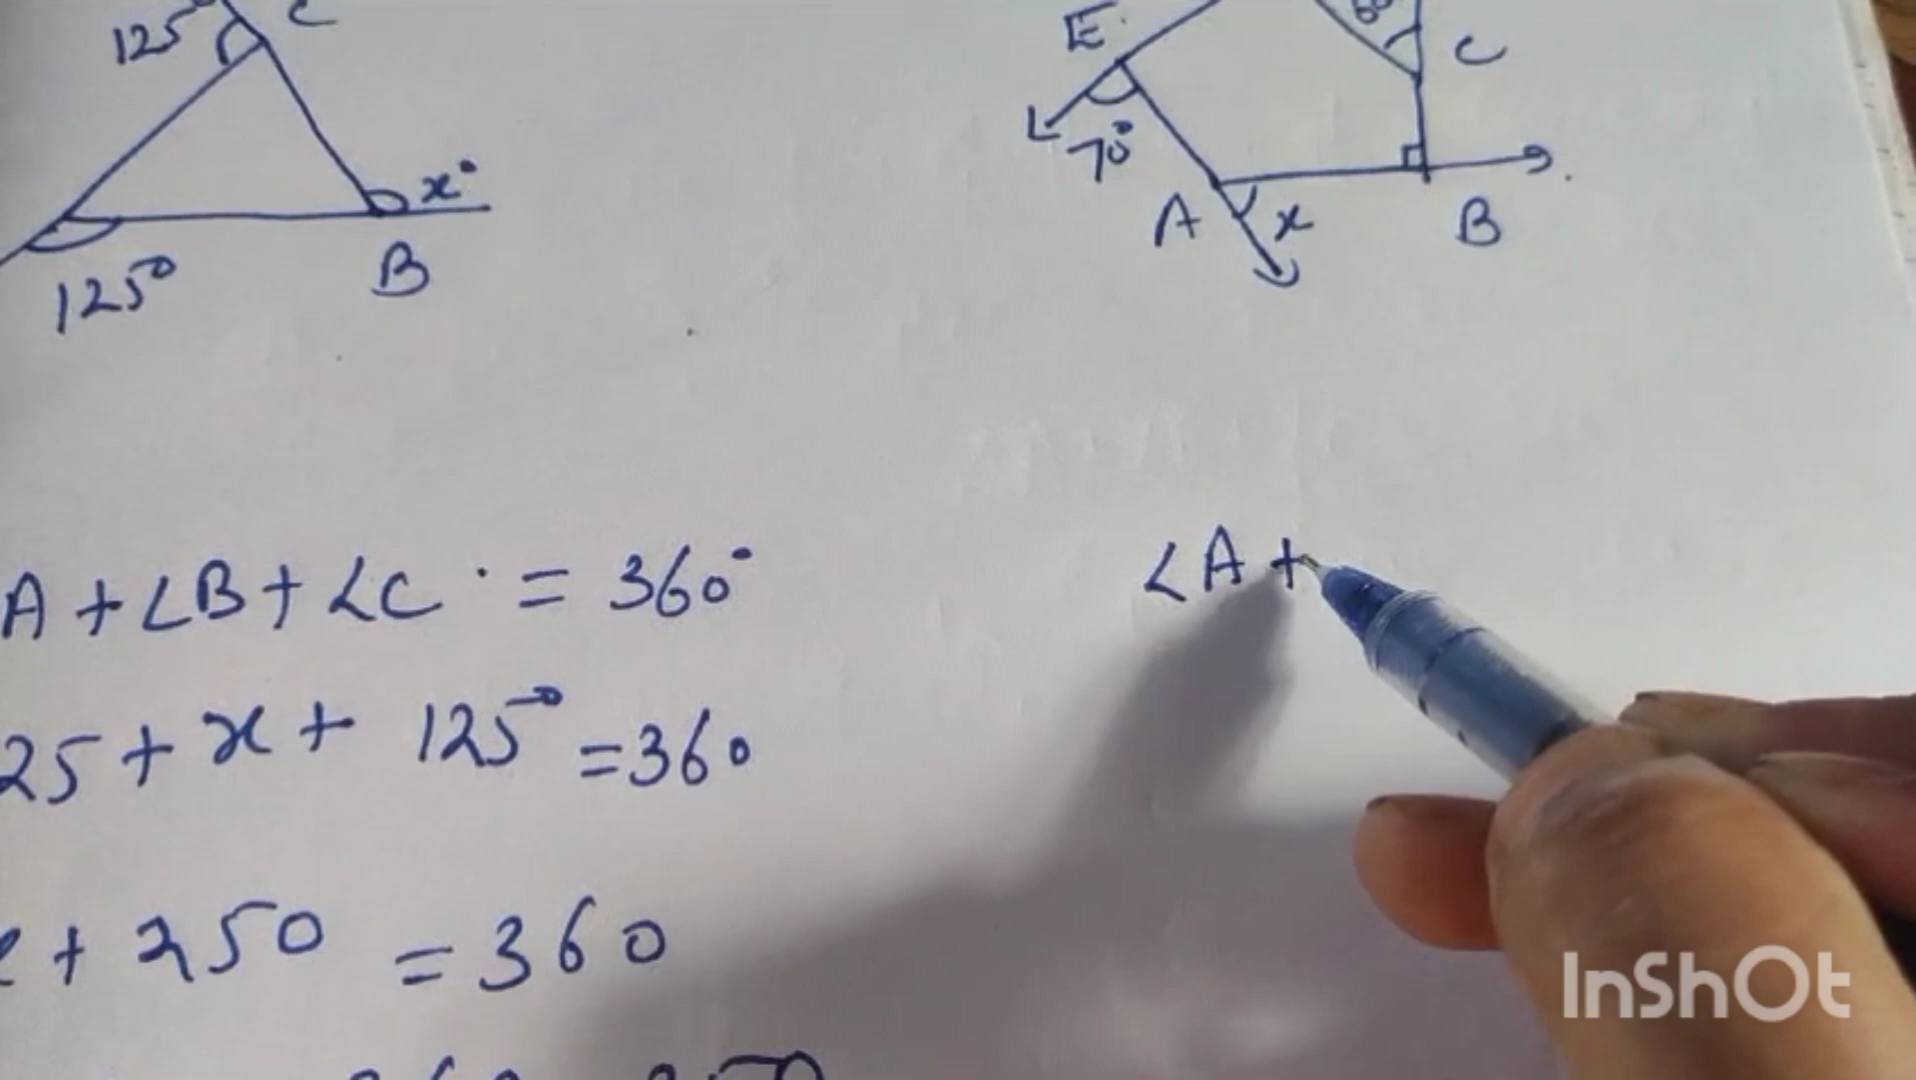 125° C
x°
125° B
E
C
70°
A x B
A + ∠B + ∠C = 360°
25 + x + 125° = 360
+ 250 = 360
∠A +
InShOt